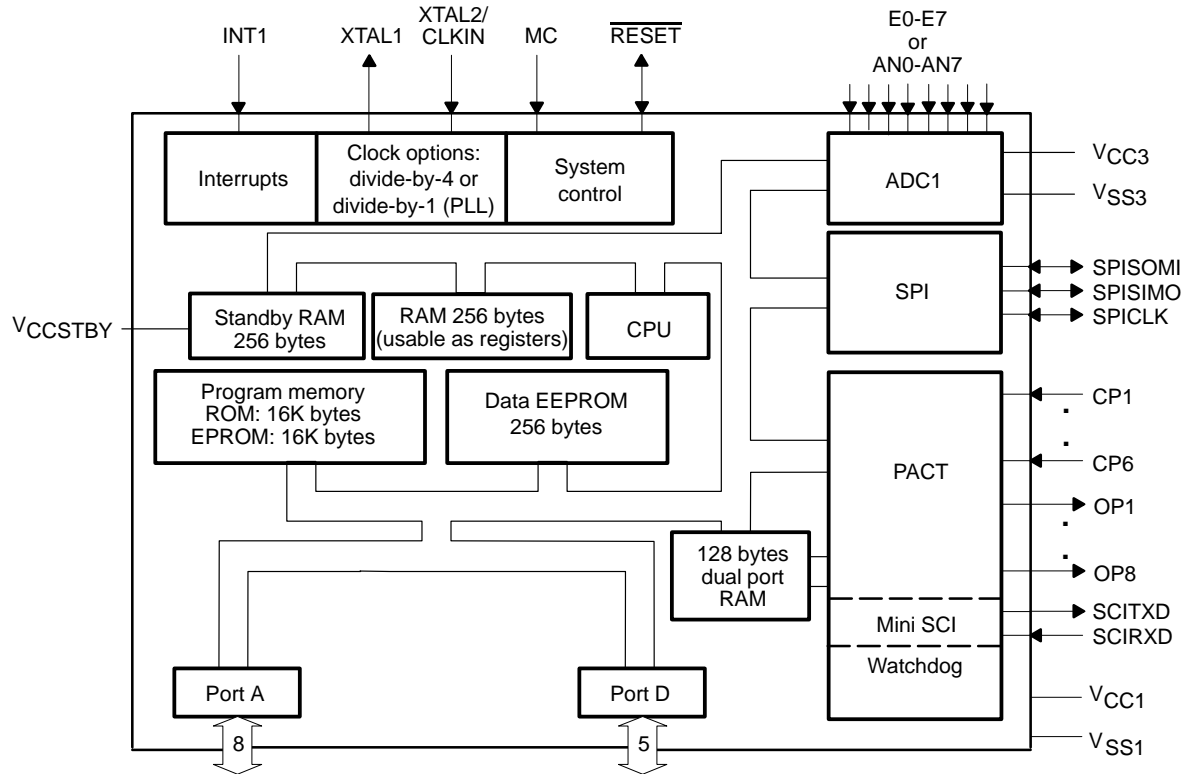 INT1
XTAL1
XTAL2/
CLKIN
MC
RESET
E0-E7
or
AN0-AN7
Interrupts
Clock options:
divide-by-4 or
divide-by-1 (PLL)
System
control
ADC1
VCC3
VSS3
SPI
SPISOMI
SPISIMO
SPICLK
VCCSTBY
Standby RAM
256 bytes
RAM 256 bytes
(usable as registers)
CPU
Program memory
ROM: 16K bytes
EPROM: 16K bytes
Data EEPROM
256 bytes
PACT
CP1
CP6
OP1
OP8
128 bytes
dual port
RAM
Mini SCI
SCITXD
SCIRXD
Watchdog
Port A
Port D
VCC1
VSS1
8
5